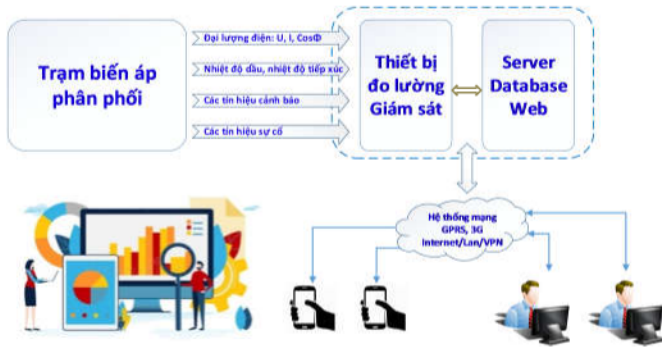 Trạm biến áp
phân phối
Đại lượng điện: U, I, CosΦ
Nhiệt độ dầu, nhiệt độ tiếp xúc
Các tín hiệu cảnh báo
Các tín hiệu sự cố
Thiết bị
đo lường
Giám sát
Server
Database
Web
Hệ thống mạng
GPRS, 3G
Internet/Lan/VPN